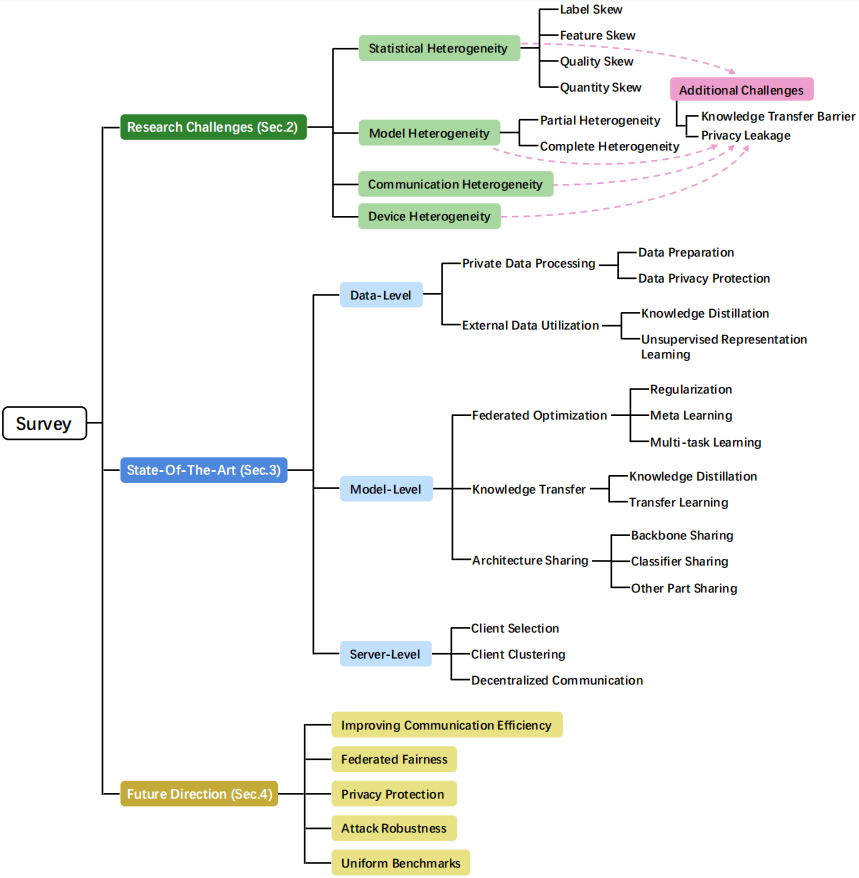 Survey
Research Challenges (Sec.2)
Statistical Heterogeneity
Label Skew
Feature Skew
Quality Skew
Quantity Skew
Model Heterogeneity
Partial Heterogeneity
Complete Heterogeneity
Communication Heterogeneity
Device Heterogeneity
Additional Challenges
Knowledge Transfer Barrier
Privacy Leakage
State-Of-The-Art (Sec.3)
Data-Level
Private Data Processing
Data Preparation
Data Privacy Protection
External Data Utilization
Knowledge Distillation
Unsupervised Representation
Learning
Model-Level
Federated Optimization
Regularization
Meta Learning
Multi-task Learning
Knowledge Transfer
Knowledge Distillation
Transfer Learning
Architecture Sharing
Backbone Sharing
Classifier Sharing
Other Part Sharing
Server-Level
Client Selection
Client Clustering
Decentralized Communication
Future Direction (Sec.4)
Improving Communication Efficiency
Federated Fairness
Privacy Protection
Attack Robustness
Uniform Benchmarks